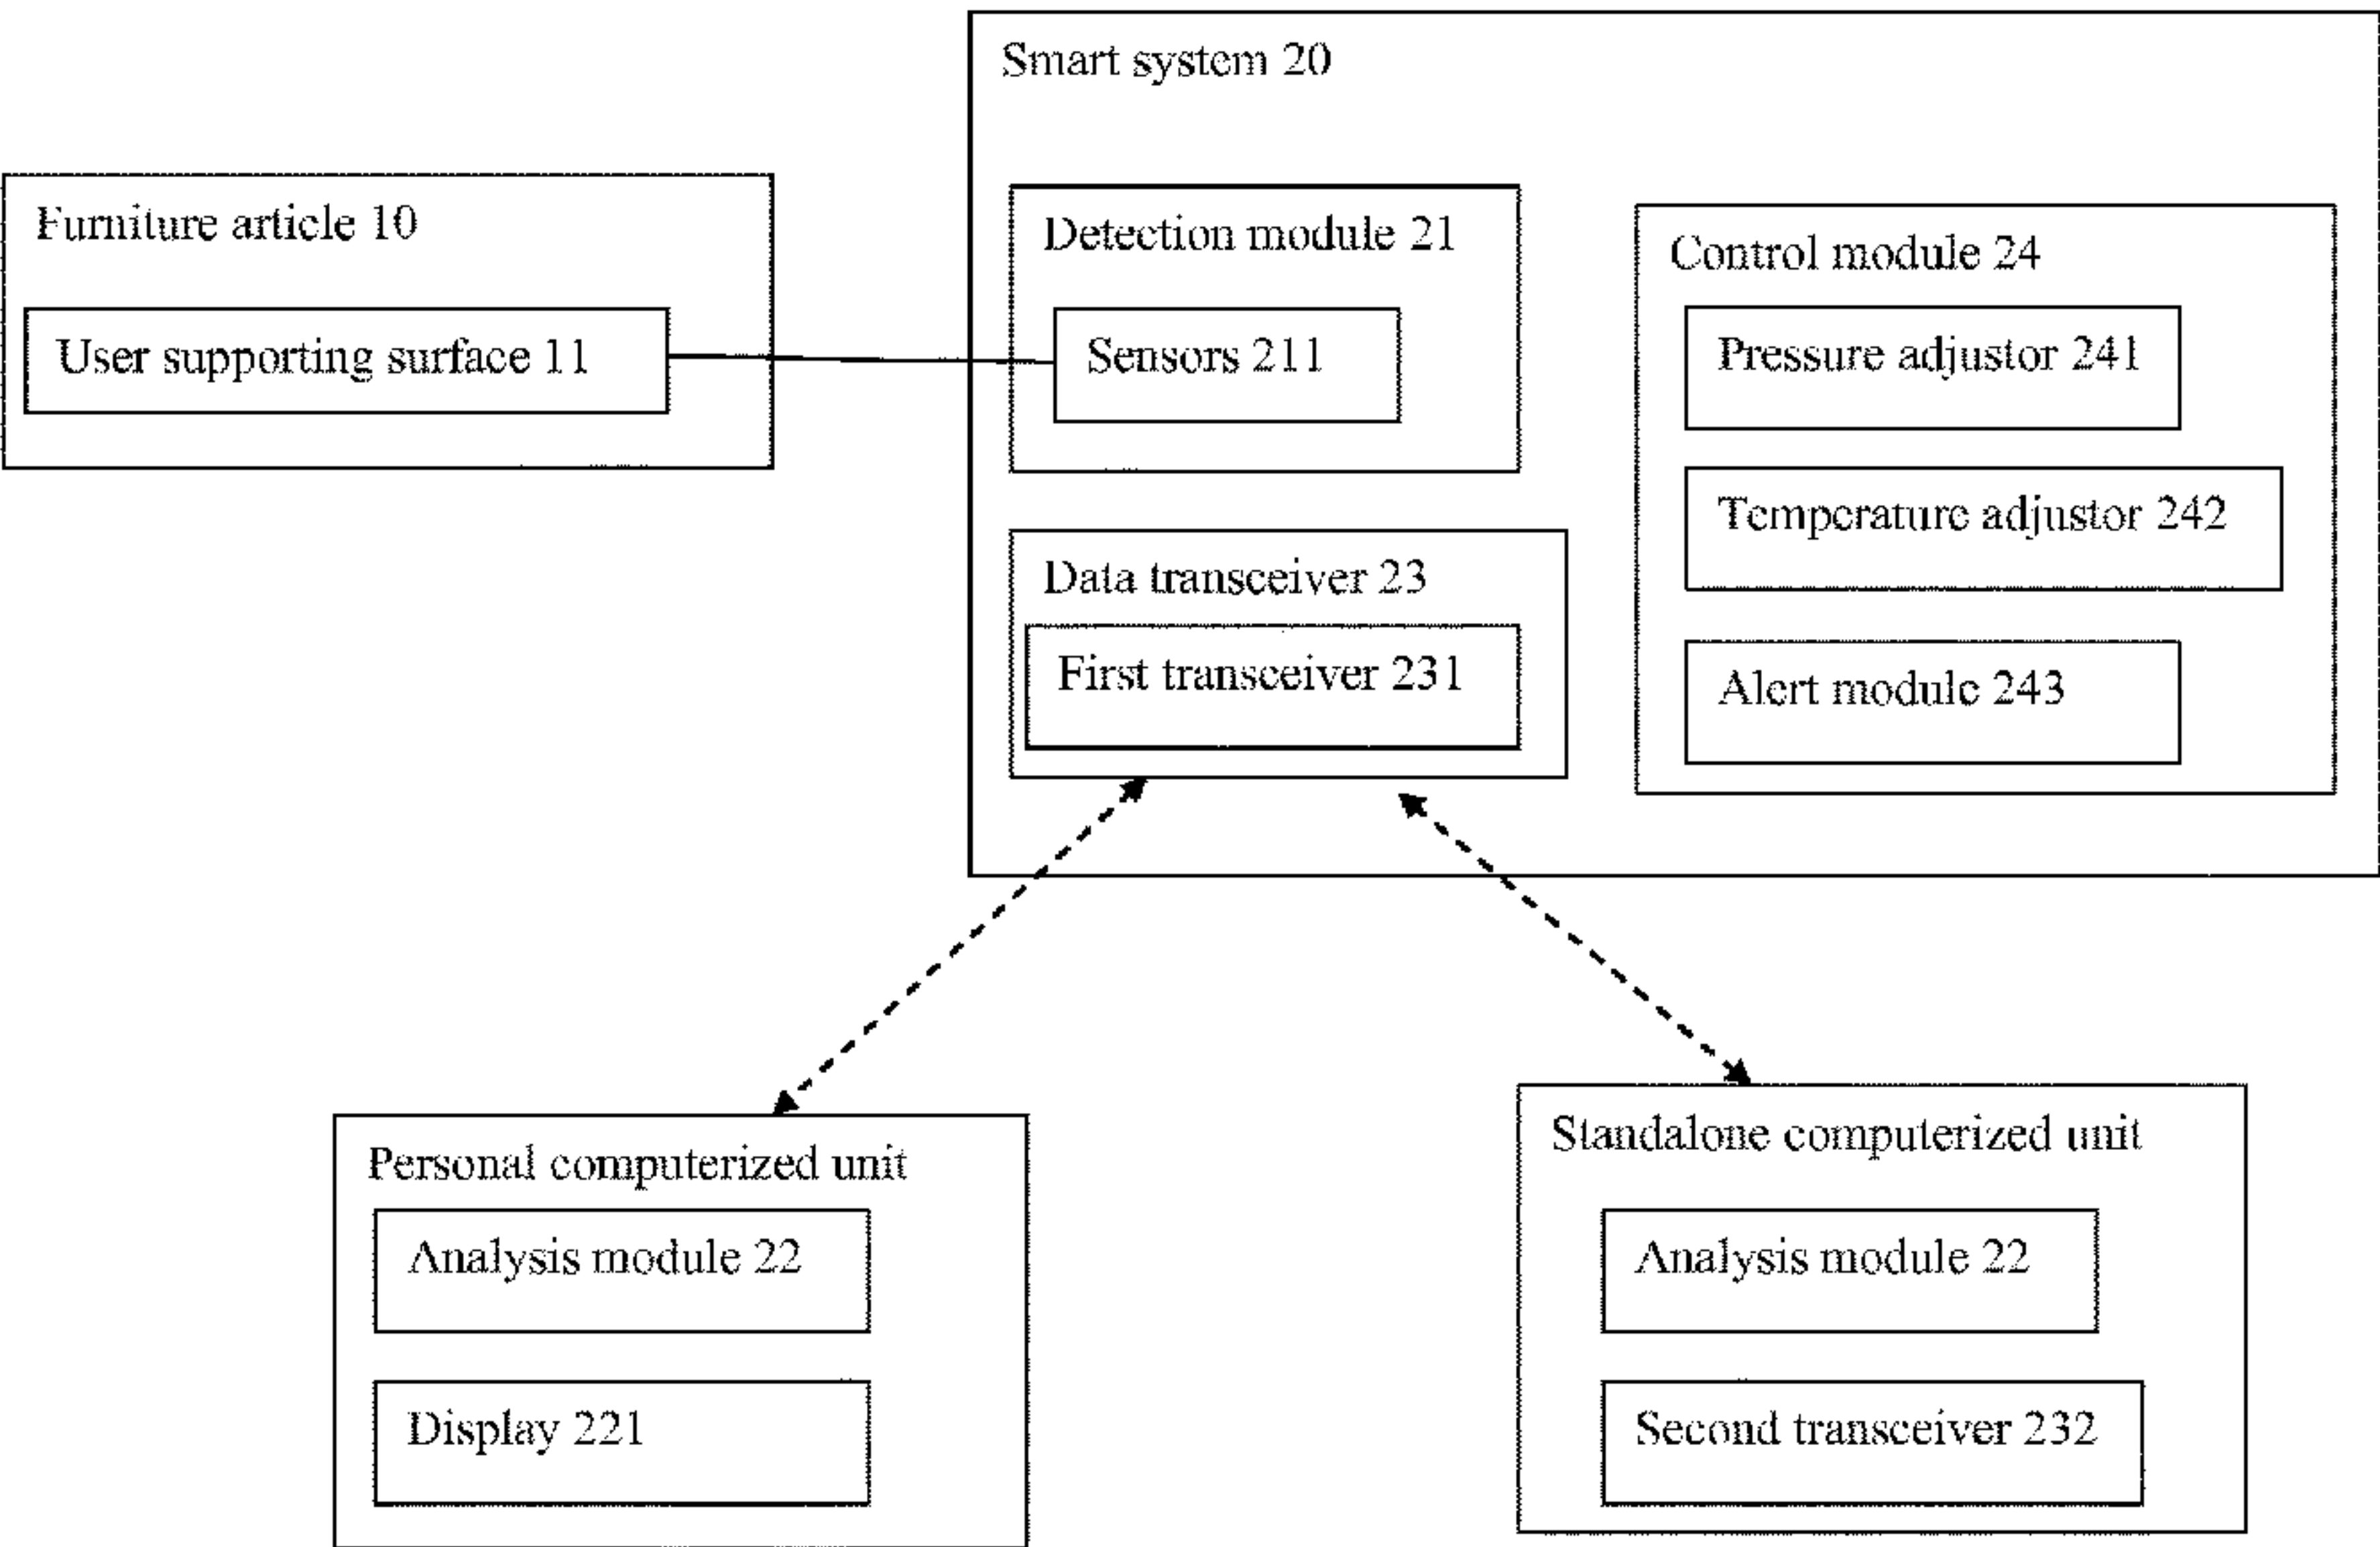 Smart system 20
Furniture article 10
User supporting surface 11
Detection module 21
Sensors 211
Control module 24
Pressure adjustor 241
Temperature adjustor 242
Alert module 243
Data transceiver 23
First transceiver 231
Personal computerized unit
Analysis module 22
Display 221
Standalone computerized unit
Analysis module 22
Second transceiver 232